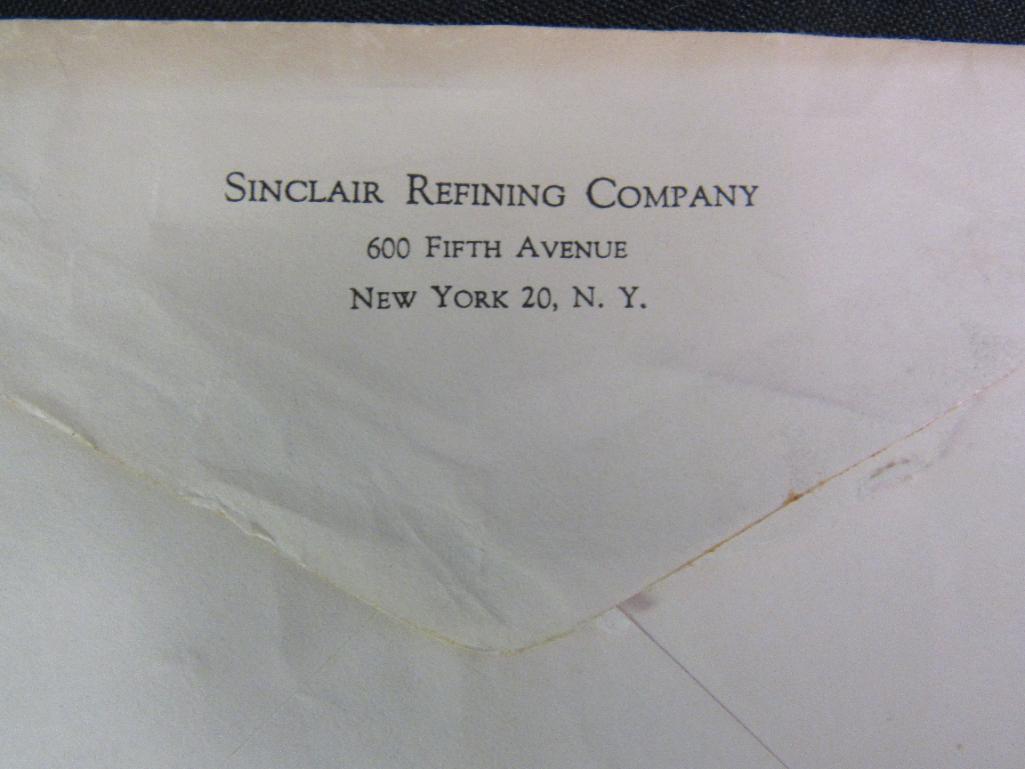 Sinclair Refining Company
600 Fifth Avenue
New York 20, N. Y.